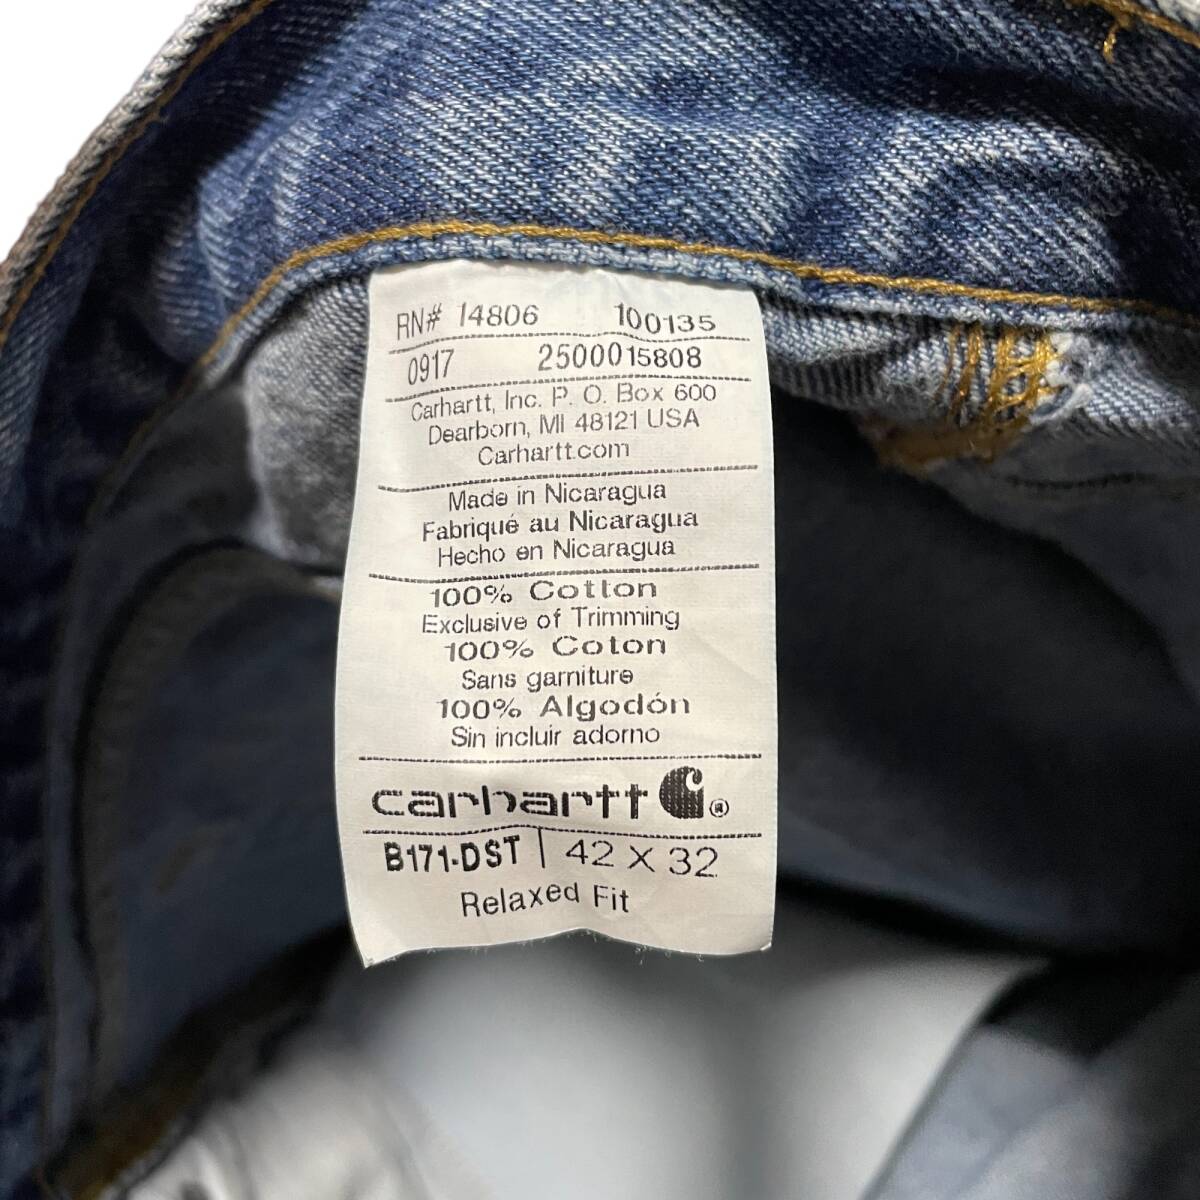 RN# 14806 100135
0917 2500015808
Carhartt, Inc. P. O. Box 600
Dearborn, MI 48121 USA
Carhartt.com
Made in Nicaragua
Fabriqué au Nicaragua
Hecho en Nicaragua
100% Cotton
Exclusive of Trimming
100% Coton
Sans garniture
100% Algodón
Sin incluir adorno
carhartt ®
B171-DST | 42 X 32
Relaxed Fit